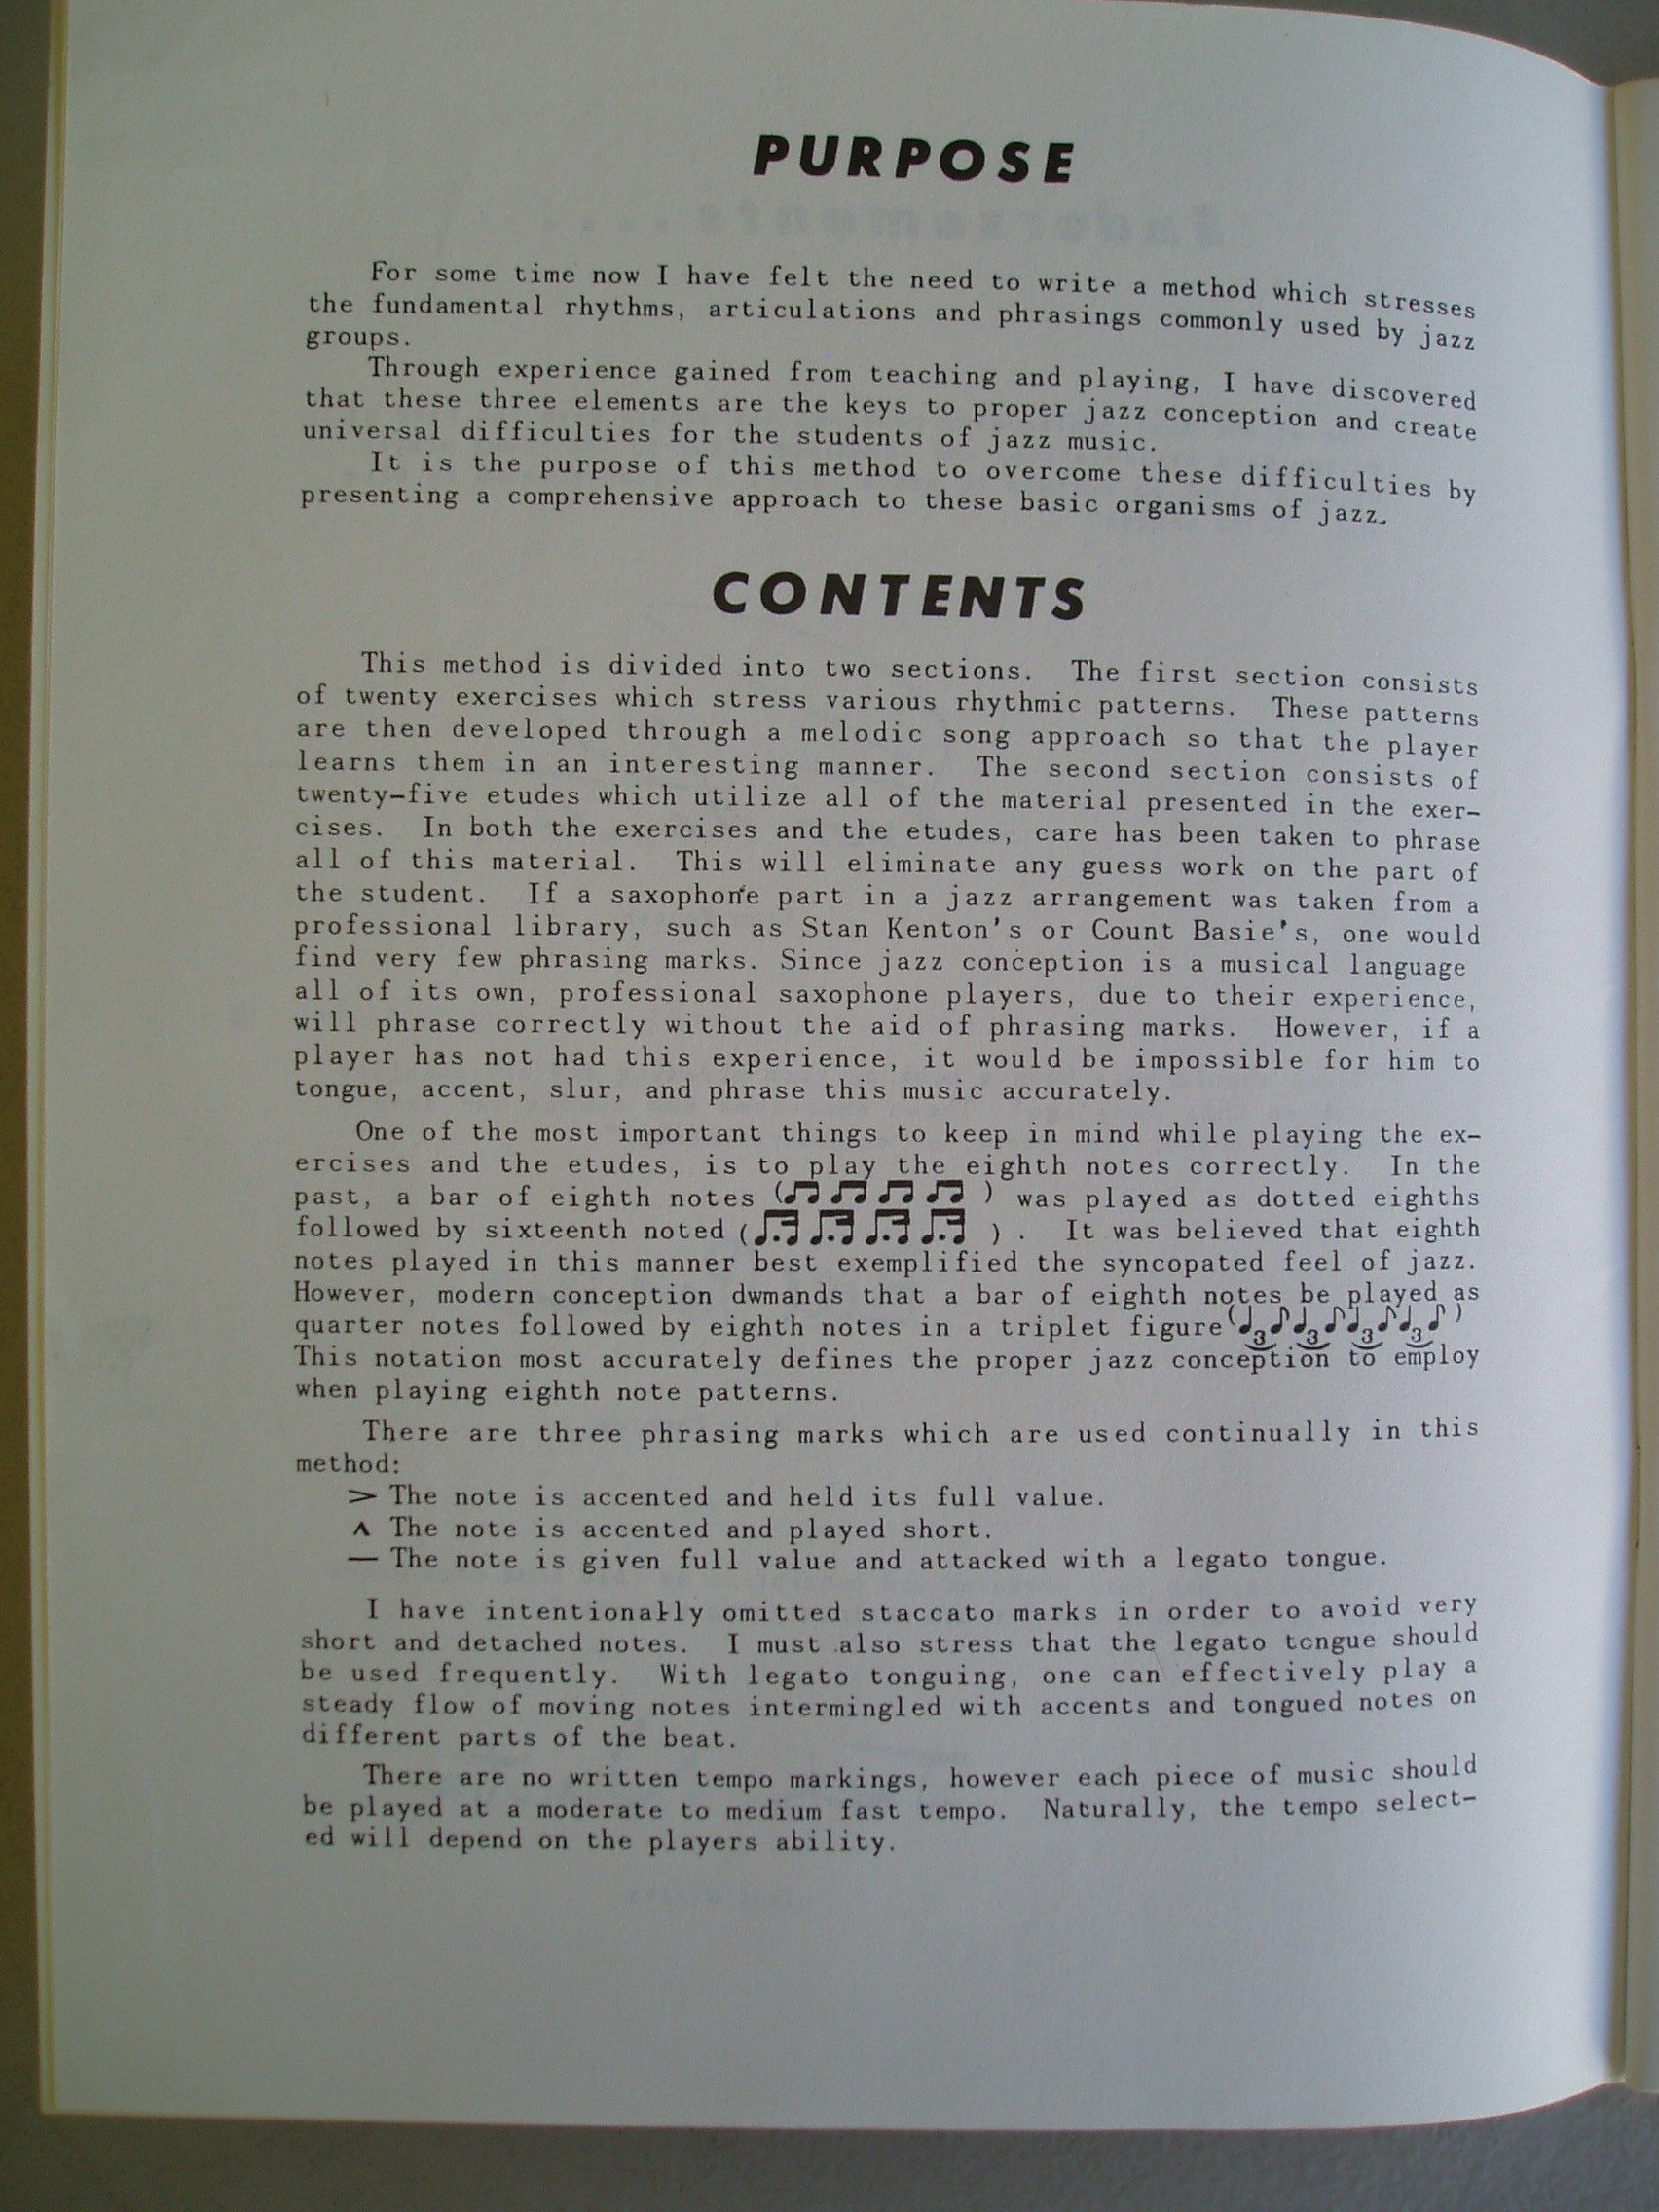 PURPOSE
For some time now I have felt the need to write a method which stresses
the fundamental rhythms, articulations and phrasings commonly used by jazz
groups.
Through experience gained from teaching and playing, I have discovered
that these three elements are the keys to proper jazz conception and create
universal difficulties for the students of jazz music.
It is the purpose of this method to overcome these difficulties by
presenting a comprehensive approach to these basic organisms of jazz.
CONTENTS
This method is divided into two sections. The first section consists
of twenty exercises which stress various rhythmic patterns. These patterns
are then developed through a melodic song approach so that the player
learns them in an interesting manner. The second section consists of
twenty-five etudes which utilize all of the material presented in the exer-
cises. In both the exercises and the etudes, care has been taken to phrase
all of this material. This will eliminate any guess work on the part of
the student. If a saxophone part in a jazz arrangement was taken from a
professional library, such as Stan Kenton's or Count Basie's, one would
find very few phrasing marks. Since jazz conception is a musical language
all of its own, professional saxophone players, due to their experience,
will phrase correctly without the aid of phrasing marks. However, if a
player has not had this experience, it would be impossible for him to
tongue, accent, slur, and phrase this music accurately.
One of the most important things to keep in mind while playing the ex-
ercises and the etudes, is to play the eighth notes correctly. In the
past, a bar of eighth notes (♫ ♫ ♫ ♫) was played as dotted eighths
followed by sixteenth noted (♪.♬ ♪.♬ ♪.♬ ♪.♬). It was believed that eighth
notes played in this manner best exemplified the syncopated feel of jazz.
However, modern conception dwmands that a bar of eighth notes be played as
quarter notes followed by eighth notes in a triplet figure (♩3♪ ♩3♪ ♩3♪ ♩3♪)
This notation most accurately defines the proper jazz conception to employ
when playing eighth note patterns.
There are three phrasing marks which are used continually in this
method:
> The note is accented and held its full value.
ʌ The note is accented and played short.
— The note is given full value and attacked with a legato tongue.
I have intentionally omitted staccato marks in order to avoid very
short and detached notes. I must also stress that the legato tongue should
be used frequently. With legato tonguing, one can effectively play a
steady flow of moving notes intermingled with accents and tongued notes on
different parts of the beat.
There are no written tempo markings, however each piece of music should
be played at a moderate to medium fast tempo. Naturally, the tempo select-
ed will depend on the players ability.